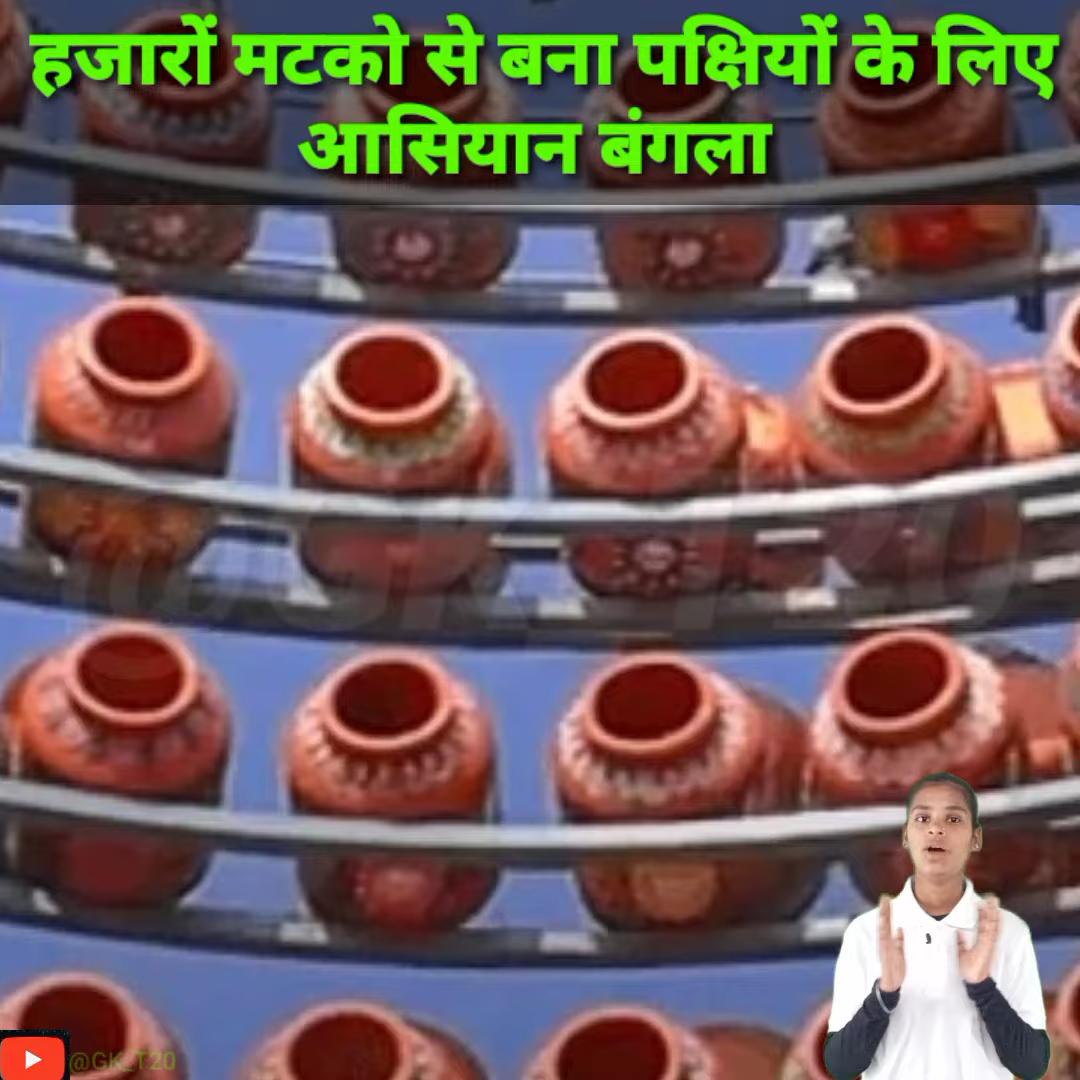 हजारों मटको से बना पक्षियों के लिए
आसियान बंगला
@GK_T20